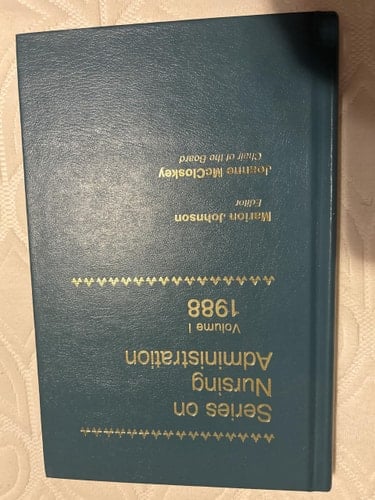 Series on
Nursing
Administration
Volume I
1988
Marion Johnson
Editor
Joanne McCloskey
Chair of the Board